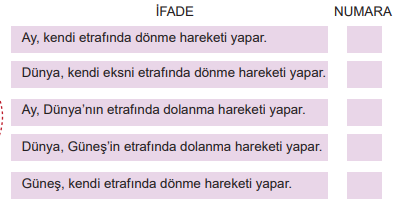 İFADE NUMARA
Ay, kendi etrafında dönme hareketi yapar.
Dünya, kendi eksni etrafında dönme hareketi yapar.
Ay, Dünya'nın etrafında dolanma hareketi yapar.
Dünya, Güneş'in etrafında dolanma hareketi yapar.
Güneş, kendi etrafında dönme hareketi yapar.